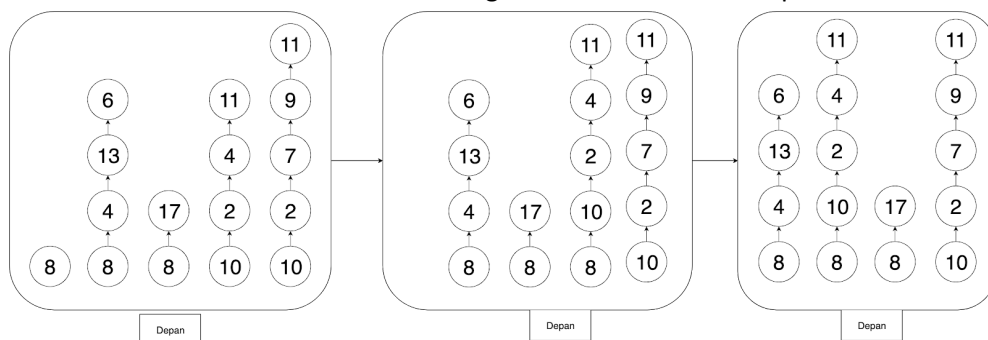 11
6 11 9
13 4 7
4 17 2 2
8 8 8 10 10
Depan
11 11
6 4 9
13 2 7
4 17 10 2
8 8 8 10
Depan
11 11
6 4 9
13 2 7
4 10 17 2
8 8 8 10
Depan